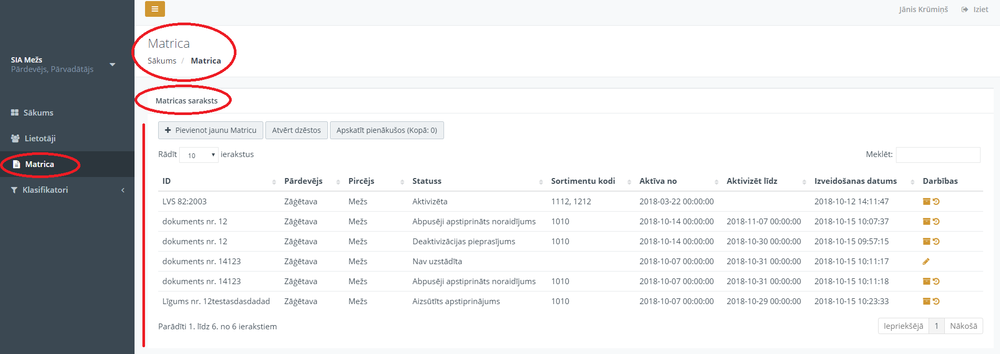 Jānis Krūmiņš Iziet
SIA Mežs
Pārdevējs, Pārvadātājs
Sākums
Lietotāji
Matrica
Klasifikatori
Matrica
Sākums / Matrica
Matricas saraksts
Pievienot jaunu Matricu Atvērt dzēstos Apskatīt pienākušos (Kopā: 0)
Rādīt 10 ierakstus Meklēt:
ID Pārdevējs Pircējs Statuss Sortimentu kodi Aktīva no Aktivizēt līdz Izveidošanas datums Darbības
LVS 82:2003 Zāģētava Mežs Aktivizēta 1112, 1212 2018-03-22 00:00:00 2018-10-12 14:11:47
dokuments nr. 12 Zāģētava Mežs Abpusēji apstiprināts noraidījums 1010 2018-10-14 00:00:00 2018-11-07 00:00:00 2018-10-15 10:07:37
dokuments nr. 12 Zāģētava Mežs Deaktivizācijas pieprasījums 1010 2018-10-14 00:00:00 2018-10-30 00:00:00 2018-10-15 09:57:15
dokuments nr. 14123 Zāģētava Mežs Nav uzstādīta 2018-10-07 00:00:00 2018-10-31 00:00:00 2018-10-15 10:11:17
dokuments nr. 14123 Zāģētava Mežs Abpusēji apstiprināts noraidījums 1010 2018-10-07 00:00:00 2018-10-31 00:00:00 2018-10-15 10:11:18
Līgums nr. 12testasdasdadad Zāģētava Mežs Aizsūtīts apstiprinājums 1010 2018-10-07 00:00:00 2018-10-29 00:00:00 2018-10-15 10:23:33
Parādīti 1. līdz 6. no 6 ierakstiem Iepriekšējā 1 Nākošā